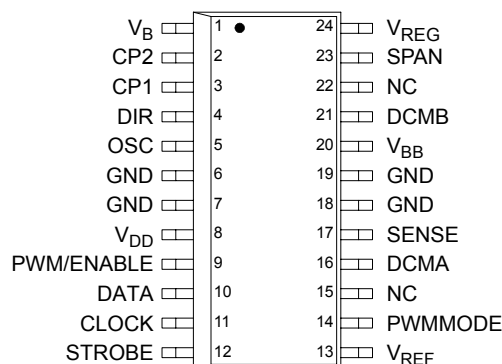 V_B 1 24 V_REG
CP2 2 23 SPAN
CP1 3 22 NC
DIR 4 21 DCMB
OSC 5 20 V_BB
GND 6 19 GND
GND 7 18 GND
V_DD 8 17 SENSE
PWM/ENABLE 9 16 DCMA
DATA 10 15 NC
CLOCK 11 14 PWMMODE
STROBE 12 13 V_REF